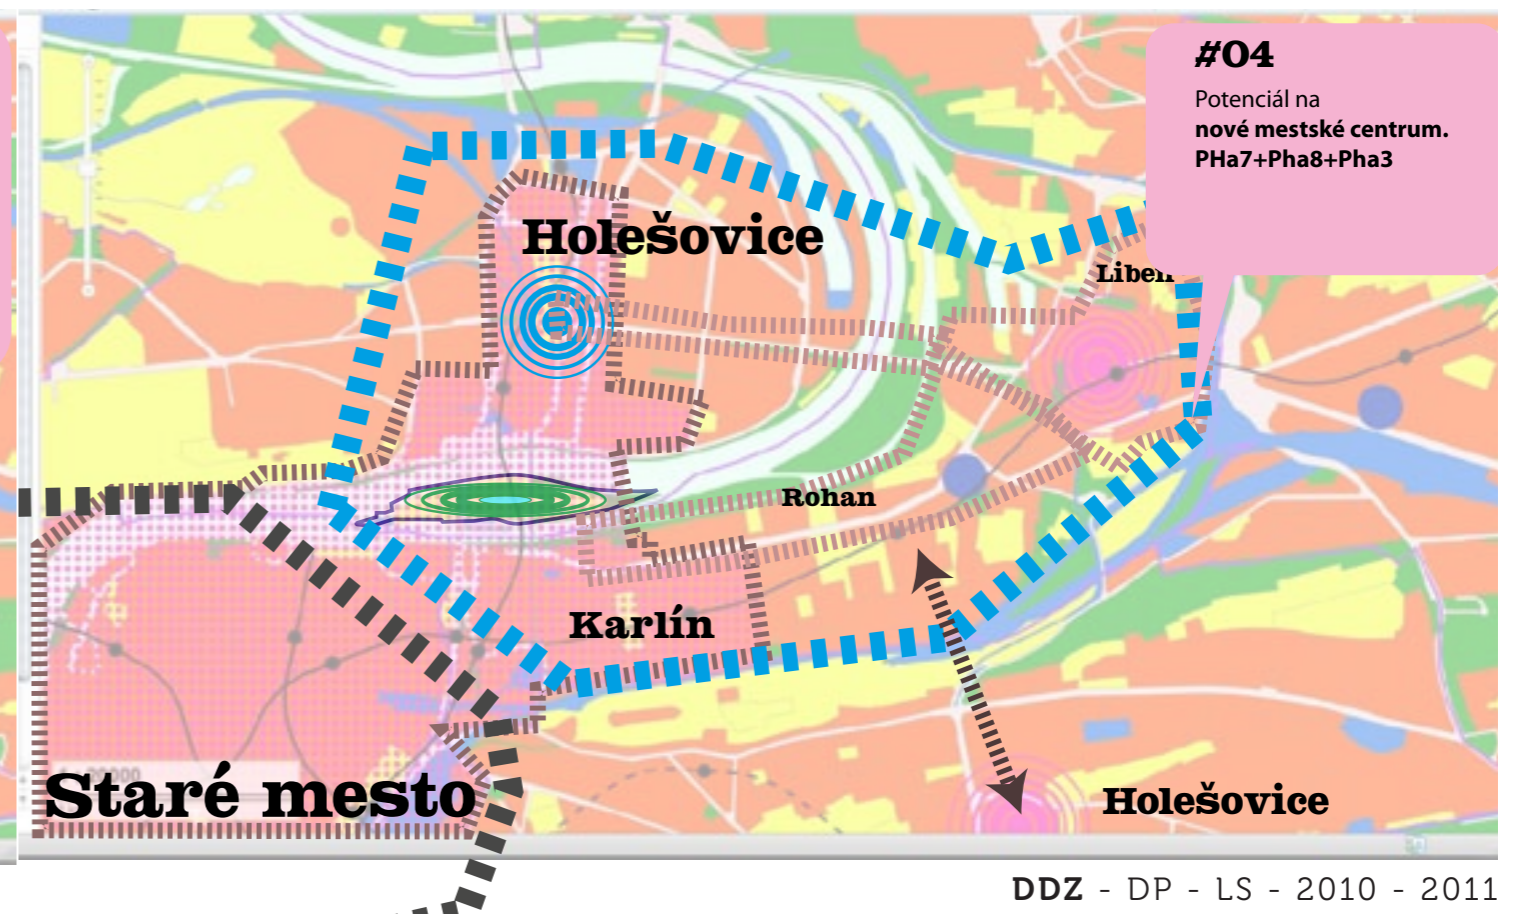 #04
Potenciál na
nové mestské centrum.
PHa7+Pha8+Pha3
Holešovice
Rohan
Karlín
Staré mesto
Holešovice
DDZ - DP - LS - 2010 - 2011